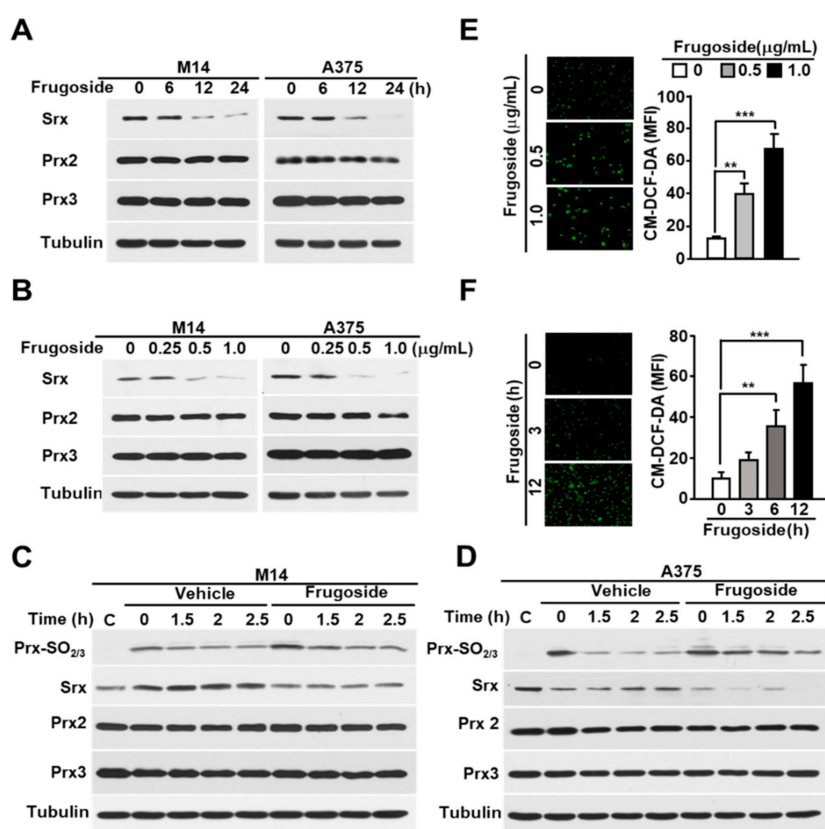 A
M14 A375
Frugoside 0 6 12 24 0 6 12 24 (h)
Srx
Prx2
Prx3
Tubulin
B
M14 A375
Frugoside 0 0.25 0.5 1.0 0 0.25 0.5 1.0 (μg/mL)
Srx
Prx2
Prx3
Tubulin
C
M14
Vehicle Frugoside
Time (h) C 0 1.5 2 2.5 0 1.5 2 2.5
Prx-SO2/3
Srx
Prx2
Prx3
Tubulin
D
A375
Vehicle Frugoside
Time (h) C 0 1.5 2 2.5 0 1.5 2 2.5
Prx-SO2/3
Srx
Prx 2
Prx3
Tubulin
E
Frugoside (μg/mL)
0
0.5
1.0
Frugoside(μg/mL)
0 0.5 1.0
CM-DCF-DA (MFI)
100
80
60
40
20
0
**
***
F
Frugoside (h)
0
3
12
CM-DCF-DA (MFI)
80
60
40
20
0
**
***
0 3 6 12
Frugoside(h)